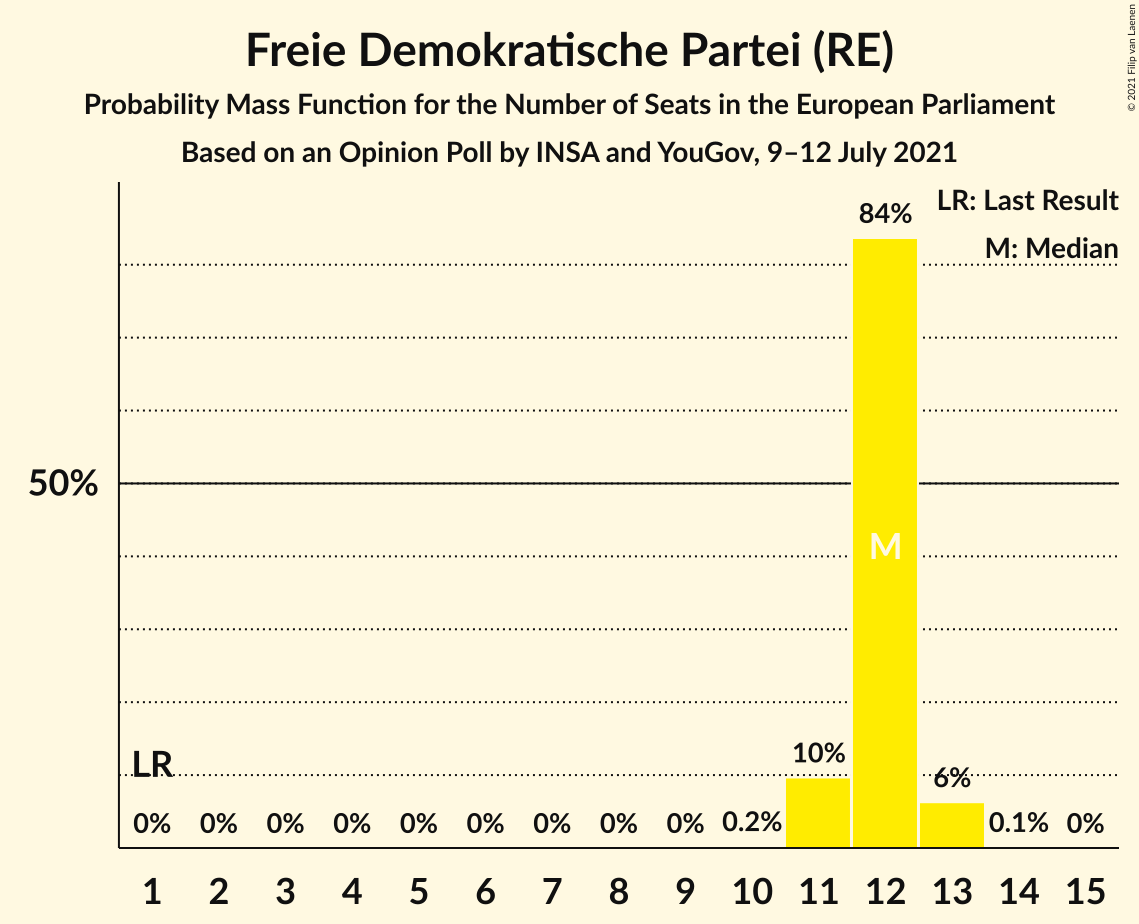 Freie Demokratische Partei (RE)
Probability Mass Function for the Number of Seats in the European Parliament
Based on an Opinion Poll by INSA and YouGov, 9–12 July 2021
© 2021 Filip van Laenen
LR: Last Result
M: Median
84%
50%
M
LR
10%
6%
0% 0% 0% 0% 0% 0% 0% 0% 0% 0.2% 0.1% 0%
1 2 3 4 5 6 7 8 9 10 11 12 13 14 15